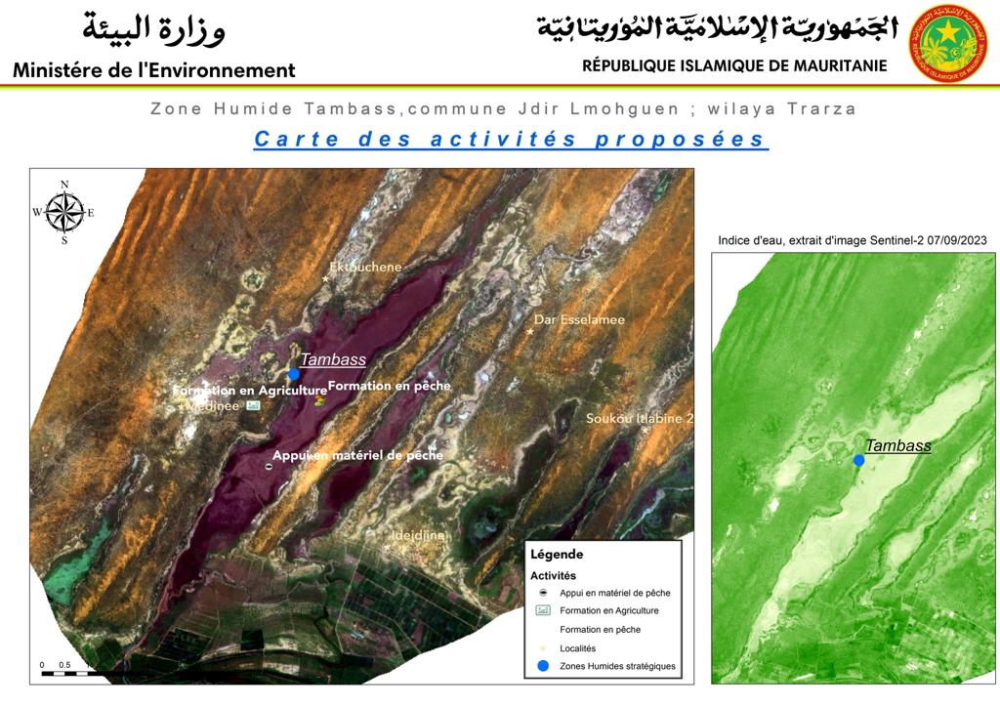 وزارة البيئة
الجمهورية الإسلامية الموريتانية
Ministére de l'Environnement
RÉPUBLIQUE ISLAMIQUE DE MAURITANIE
Zone Humide Tambass,commune Jdir Lmohguen ; wilaya Trarza
Carte des activités proposées
N
W
E
S
Indice d'eau, extrait d'image Sentinel-2 07/09/2023
Ektouchene
Dar Esselamee
Tambass
Formation en Agriculture
Formation en pêche
Medinee
Soukou Itlabine 2
Appui en matériel de pêche
Idejdjinei
Tambass
Légende
Activités
Appui en matériel de pêche
Formation en Agriculture
Formation en pêche
Localités
Zones Humides stratégiques
0 0.5